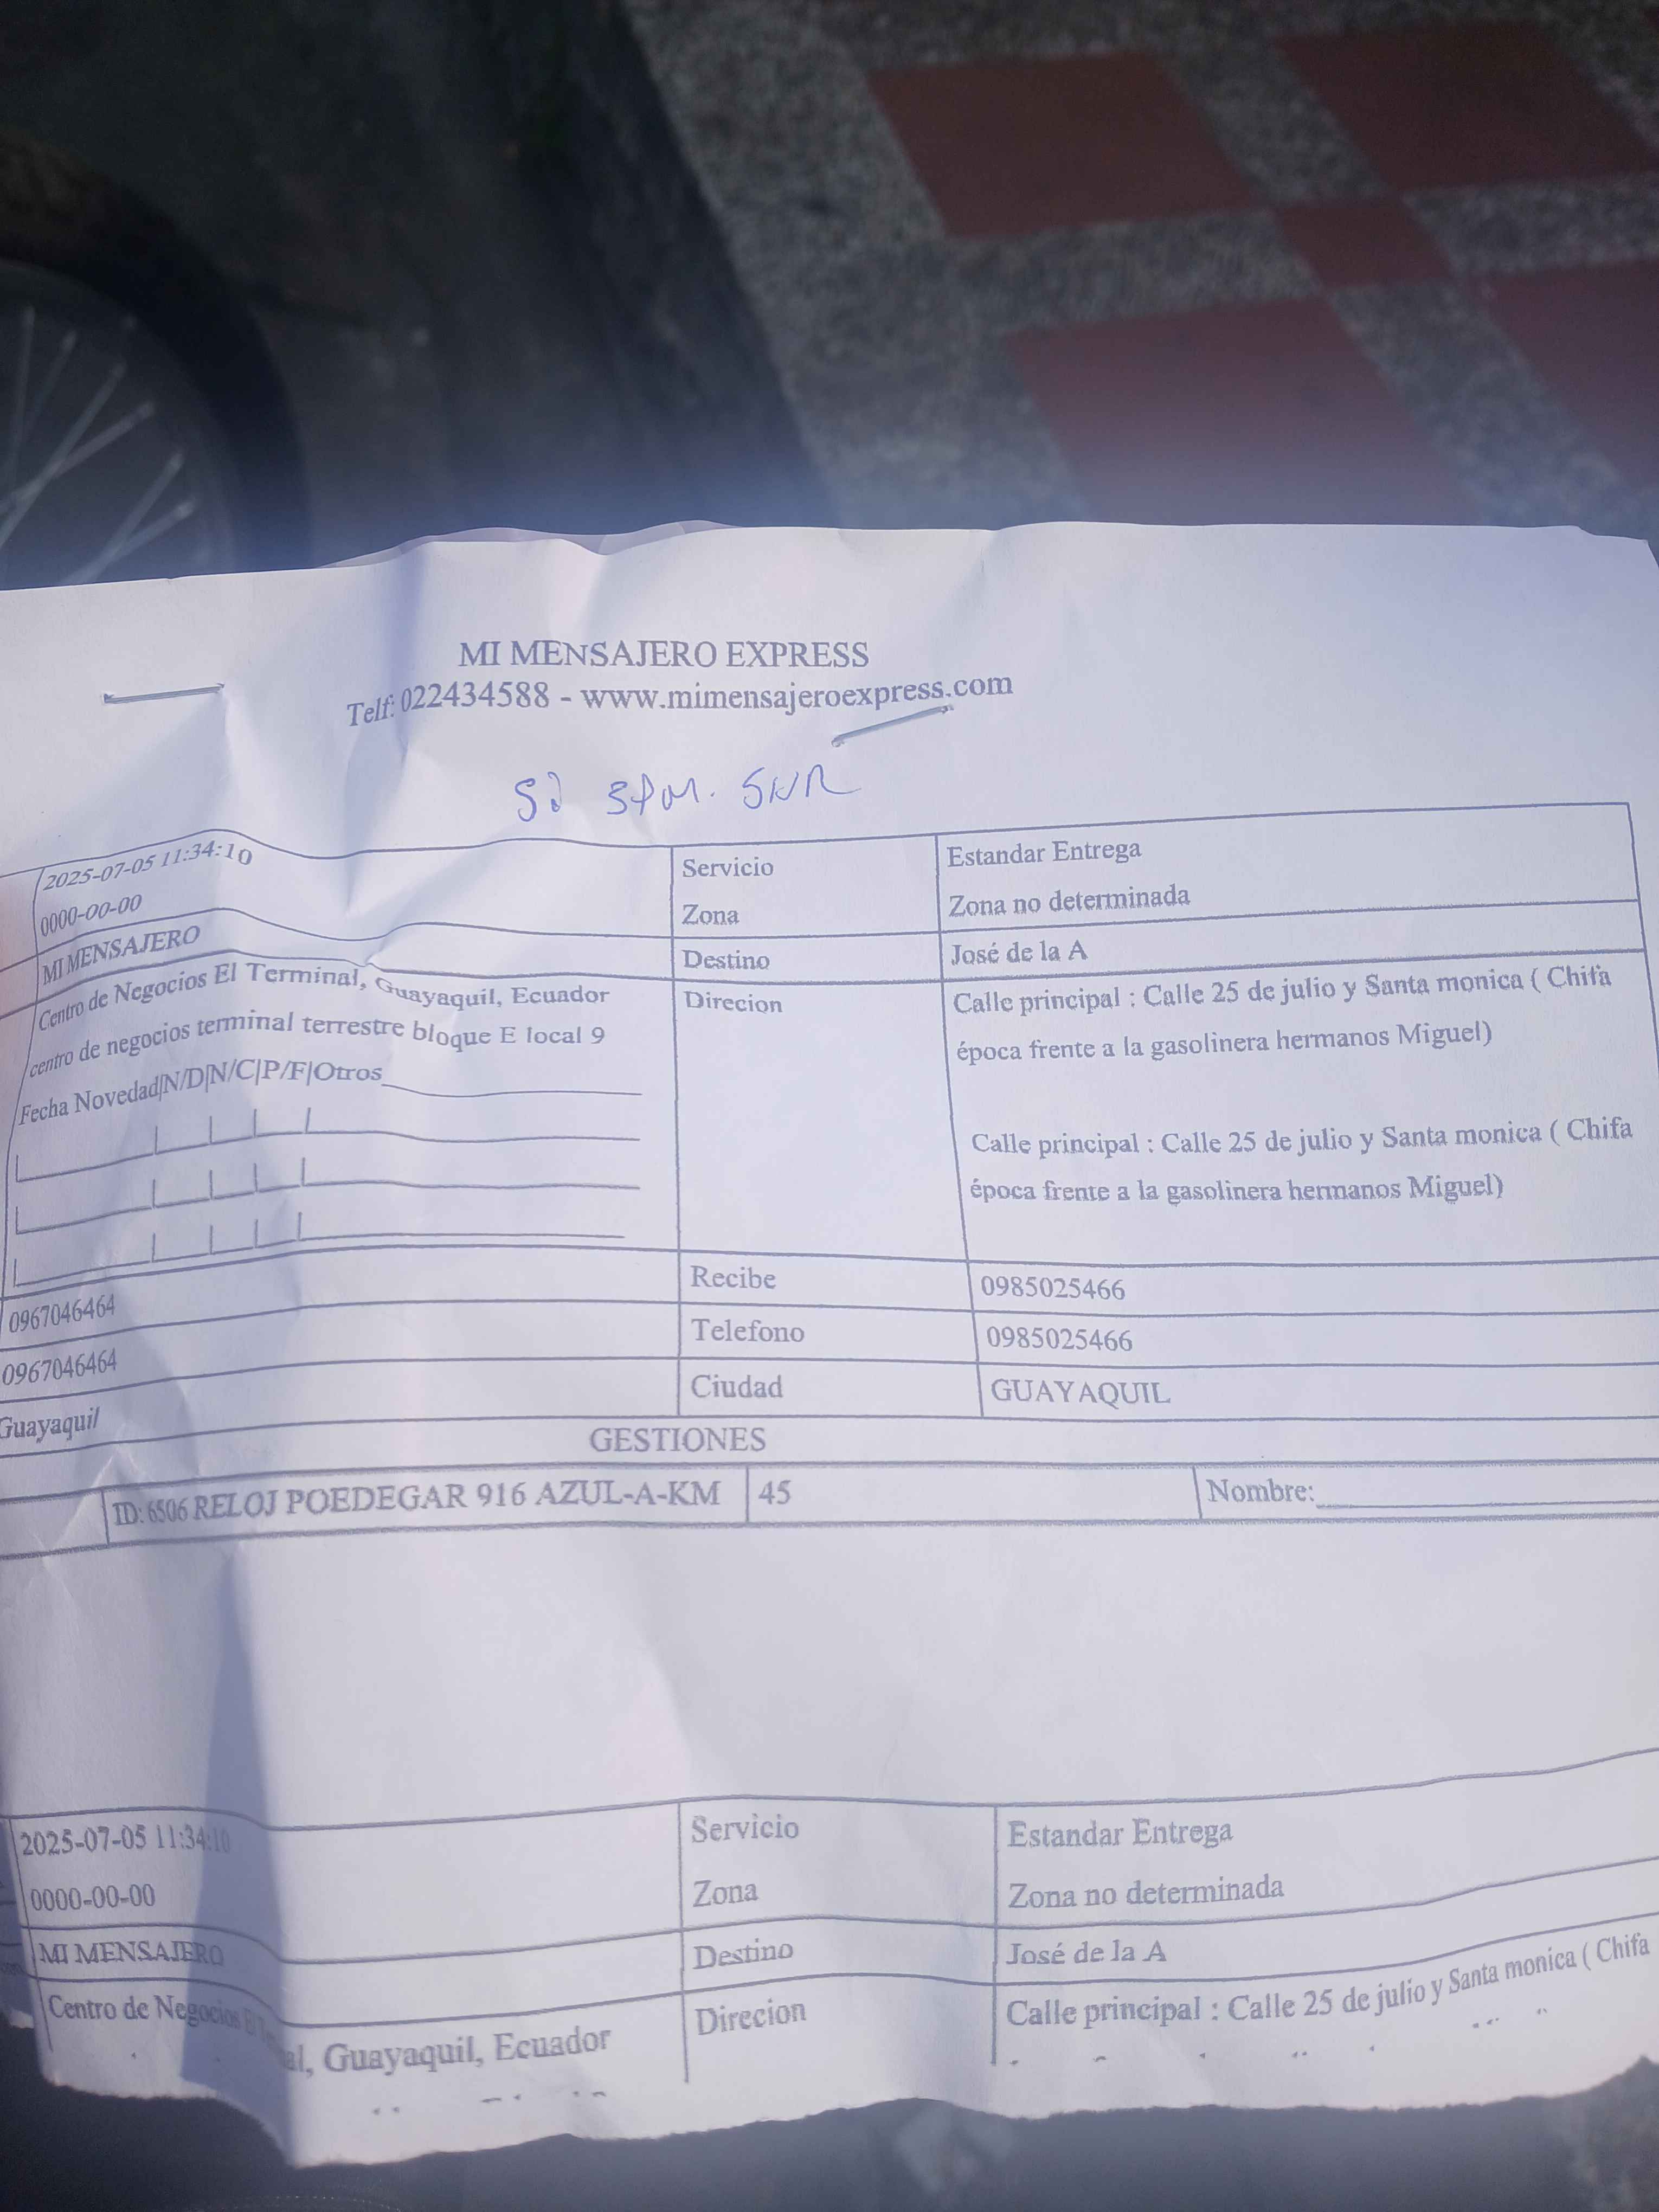 MI MENSAJERO EXPRESS
Telf: 022434588 - www.mimensajeroexpress.com
SUR
2025-07-05 11:34:10
0000-00-00
Servicio
Zona
Estandar Entrega
Zona no determinada
MI MENSAJERO
Destino
José de la A
Centro de Negocios El Terminal, Guayaquil, Ecuador
centro de negocios terminal terrestre bloque E local 9
Fecha Novedad|N/D|N/C|P/F|Otros
Direcion
Calle principal : Calle 25 de julio y Santa monica ( Chifa
época frente a la gasolinera hermanos Miguel)
Calle principal : Calle 25 de julio y Santa monica ( Chifa
época frente a la gasolinera hermanos Miguel)
0967046464
Recibe
0985025466
0967046464
Telefono
0985025466
Guayaquil
Ciudad
GUAYAQUIL
GESTIONES
ID: 6506 RELOJ POEDEGAR 916 AZUL-A-KM
45
Nombre:
2025-07-05 11:34:10
0000-00-00
Servicio
Zona
Estandar Entrega
Zona no determinada
MI MENSAJERO
Destino
José de la A
Centro de Negocios El Terminal, Guayaquil, Ecuador
Direcion
Calle principal : Calle 25 de julio y Santa monica ( Chifa